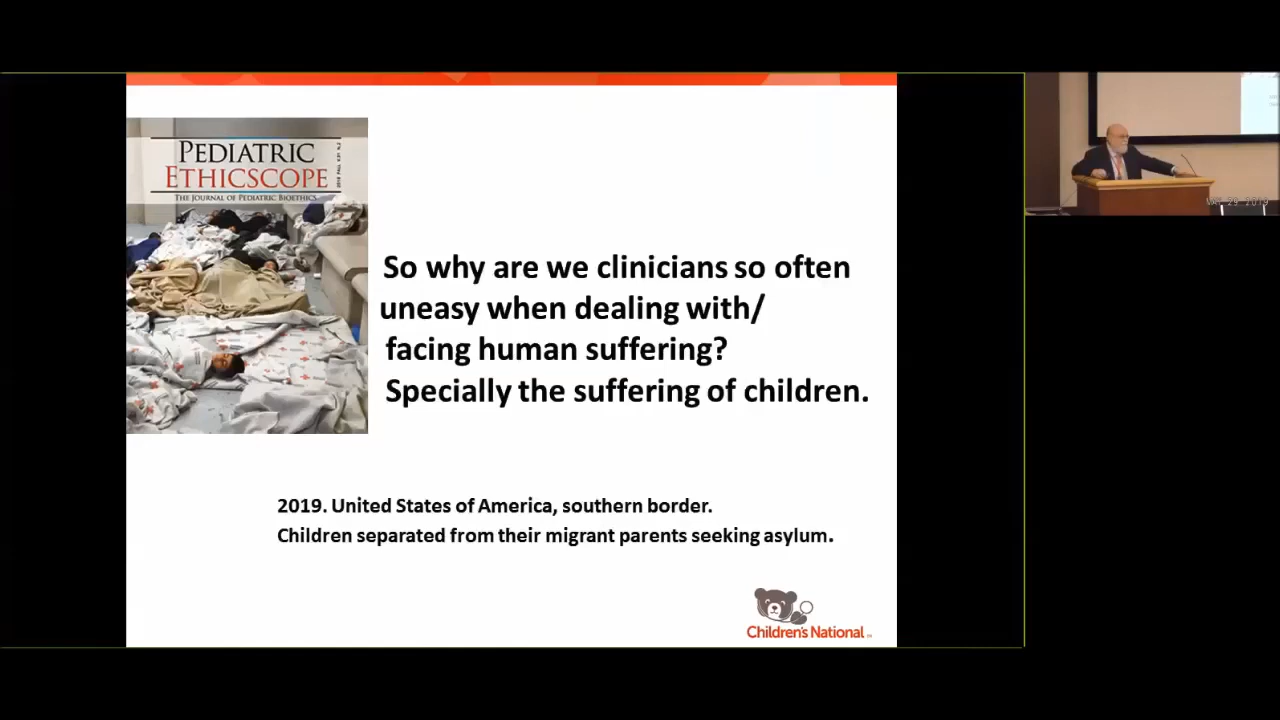 PEDIATRIC
ETHICSCOPE
THE JOURNAL OF PEDIATRIC BIOETHICS
So why are we clinicians so often
uneasy when dealing with/
facing human suffering?
Specially the suffering of children.
2019. United States of America, southern border.
Children separated from their migrant parents seeking asylum.
Children's National